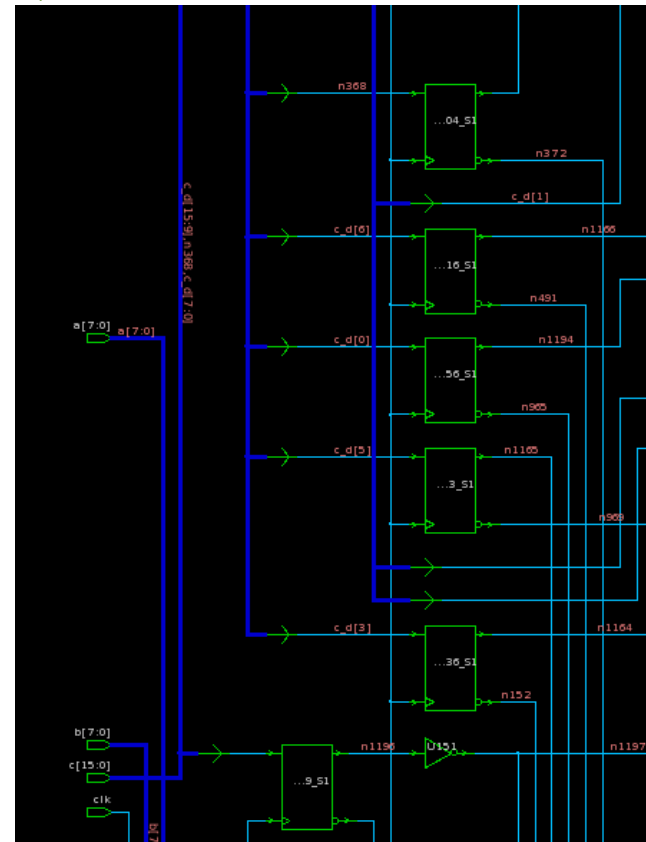 n368
...04_S1
n372
c_d[1]
c_d[6]
n1166
...16_S1
c_d[15:9],n368,c_d[7:0]
n491
a[7:0]
a[7:0]
c_d[0]
n1194
...56_S1
n965
c_d[5]
n1165
...3_S1
n969
c_d[3]
n1164
...36_S1
n152
b[7:0]
n1196
U151
n1197
c[15:0]
...9_S1
clk
b[7